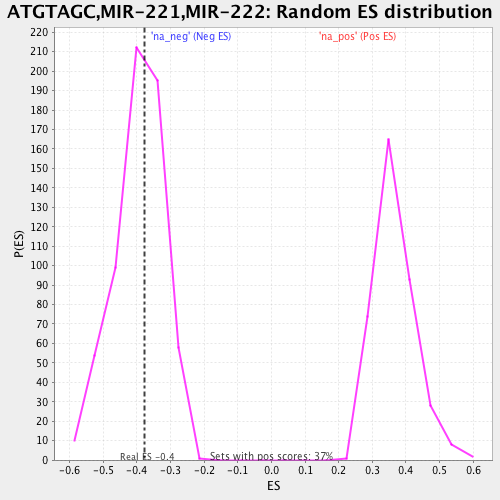 ATGTAGC,MIR-221,MIR-222: Random ES distribution
'na_neg' (Neg ES)
'na_pos' (Pos ES)
220
210
200
190
180
170
160
150
140
130
120
110
100
90
80
70
60
50
40
30
20
10
0
P(ES)
Real ES -0.4
Sets with pos scores: 37%
-0.6 -0.5 -0.4 -0.3 -0.2 -0.1 0.0 0.1 0.2 0.3 0.4 0.5 0.6
ES